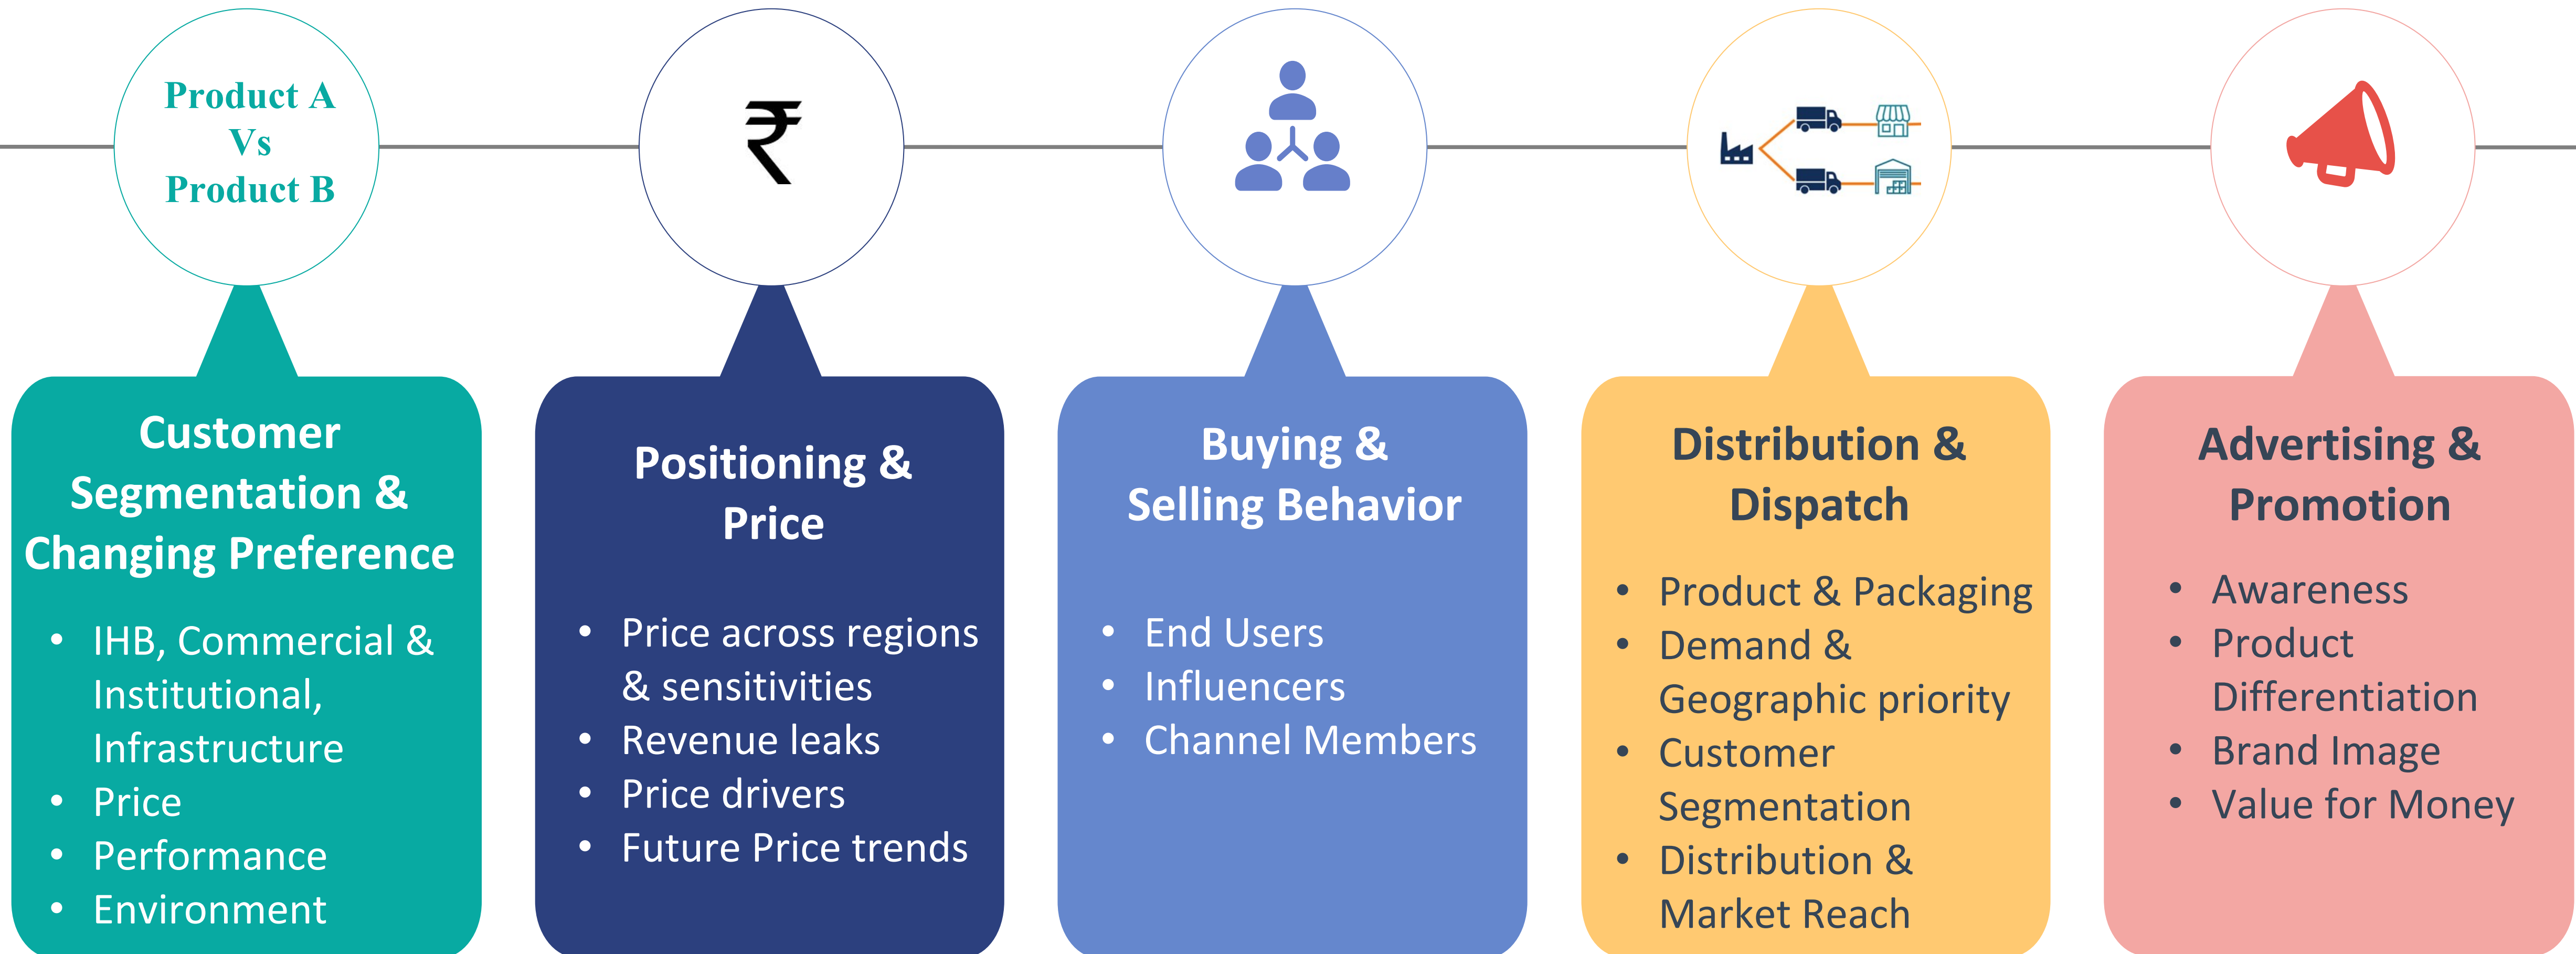 Product A
Vs
Product B
₹
Customer
Segmentation &
Changing Preference
• IHB, Commercial &
Institutional,
Infrastructure
• Price
• Performance
• Environment
Positioning &
Price
• Price across regions
& sensitivities
• Revenue leaks
• Price drivers
• Future Price trends
Buying &
Selling Behavior
• End Users
• Influencers
• Channel Members
Distribution &
Dispatch
• Product & Packaging
• Demand &
Geographic priority
• Customer
Segmentation
• Distribution &
Market Reach
Advertising &
Promotion
• Awareness
• Product
Differentiation
• Brand Image
• Value for Money